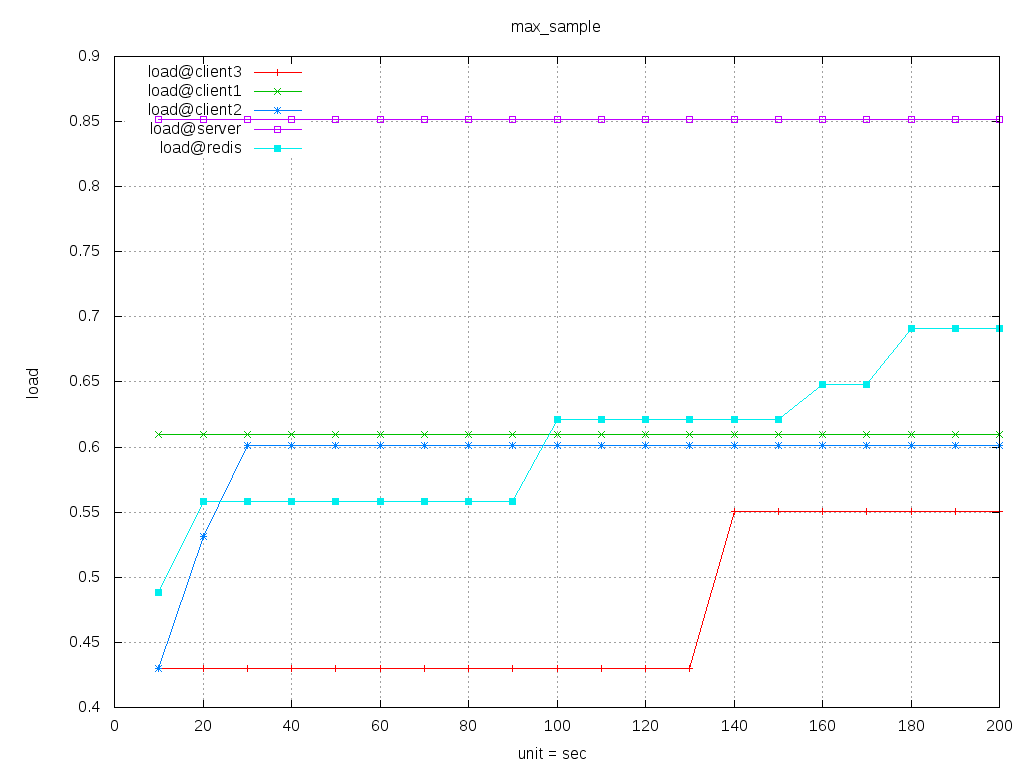 max_sample
0.9
load@client3
load@client1
load@client2
0.85
load@server
load@redis
0.8
0.75
0.7
load
0.65
0.6
0.55
0.5
0.45
0.4
0 20 40 60 80 100 120 140 160 180 200
unit = sec